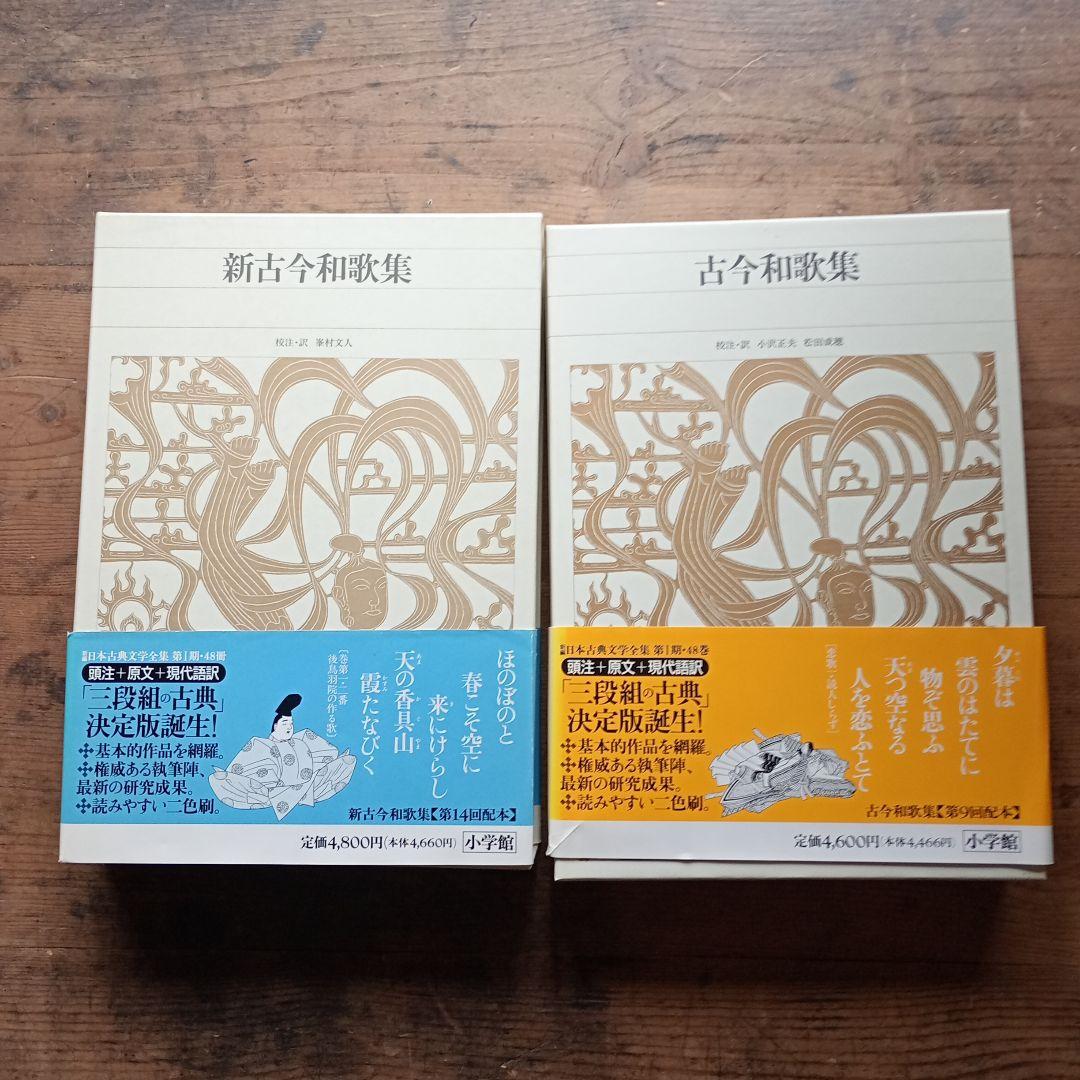 新古今和歌集
校注・訳 峯村文人
日本古典文学全集 第Ⅰ期・48冊
頭注+原文+現代語訳
「三段組の古典」
決定版誕生!
基本的作品を網羅。
権威ある執筆陣、
最新の研究成果。
読みやすい二色刷。
ほのぼのと
春こそ空に
来にけらし
天の香具山
霞たなびく
〔巻第一・二番
後鳥羽院の作る歌〕
新古今和歌集【第14回配本】
定価4,800円(本体4,660円)
小学館
古今和歌集
校注・訳 小沢正夫 松田成穂
日本古典文学全集 第Ⅰ期・48巻
頭注+原文+現代語訳
「三段組の古典」
決定版誕生!
基本的作品を網羅。
権威ある執筆陣、
最新の研究成果。
読みやすい二色刷。
夕暮は
雲のはたてに
物ぞ思ふ
天つ空なる
人を恋ふとて
古今和歌集【第9回配本】
定価4,600円(本体4,466円)
小学館